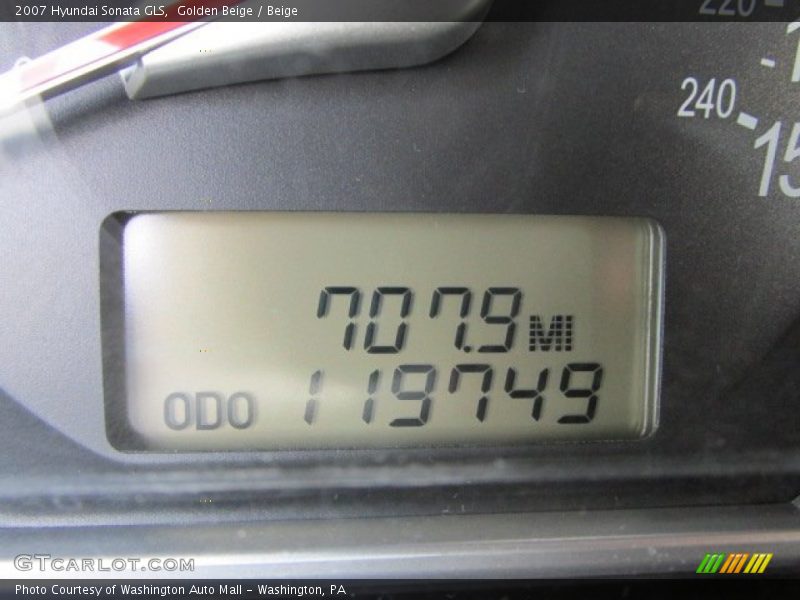 2007 Hyundai Sonata GLS, Golden Beige / Beige
220
240
707.9 MI
ODO 119749
GTcarlot.com
Photo Courtesy of Washington Auto Mall - Washington, PA